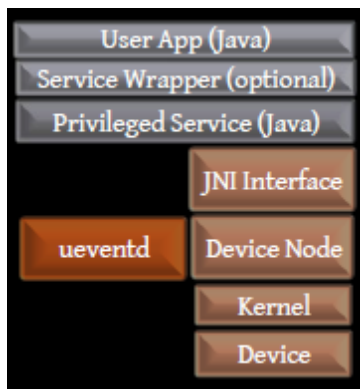 User App (Java)
Service Wrapper (optional)
Privileged Service (Java)
JNI Interface
ueventd
Device Node
Kernel
Device